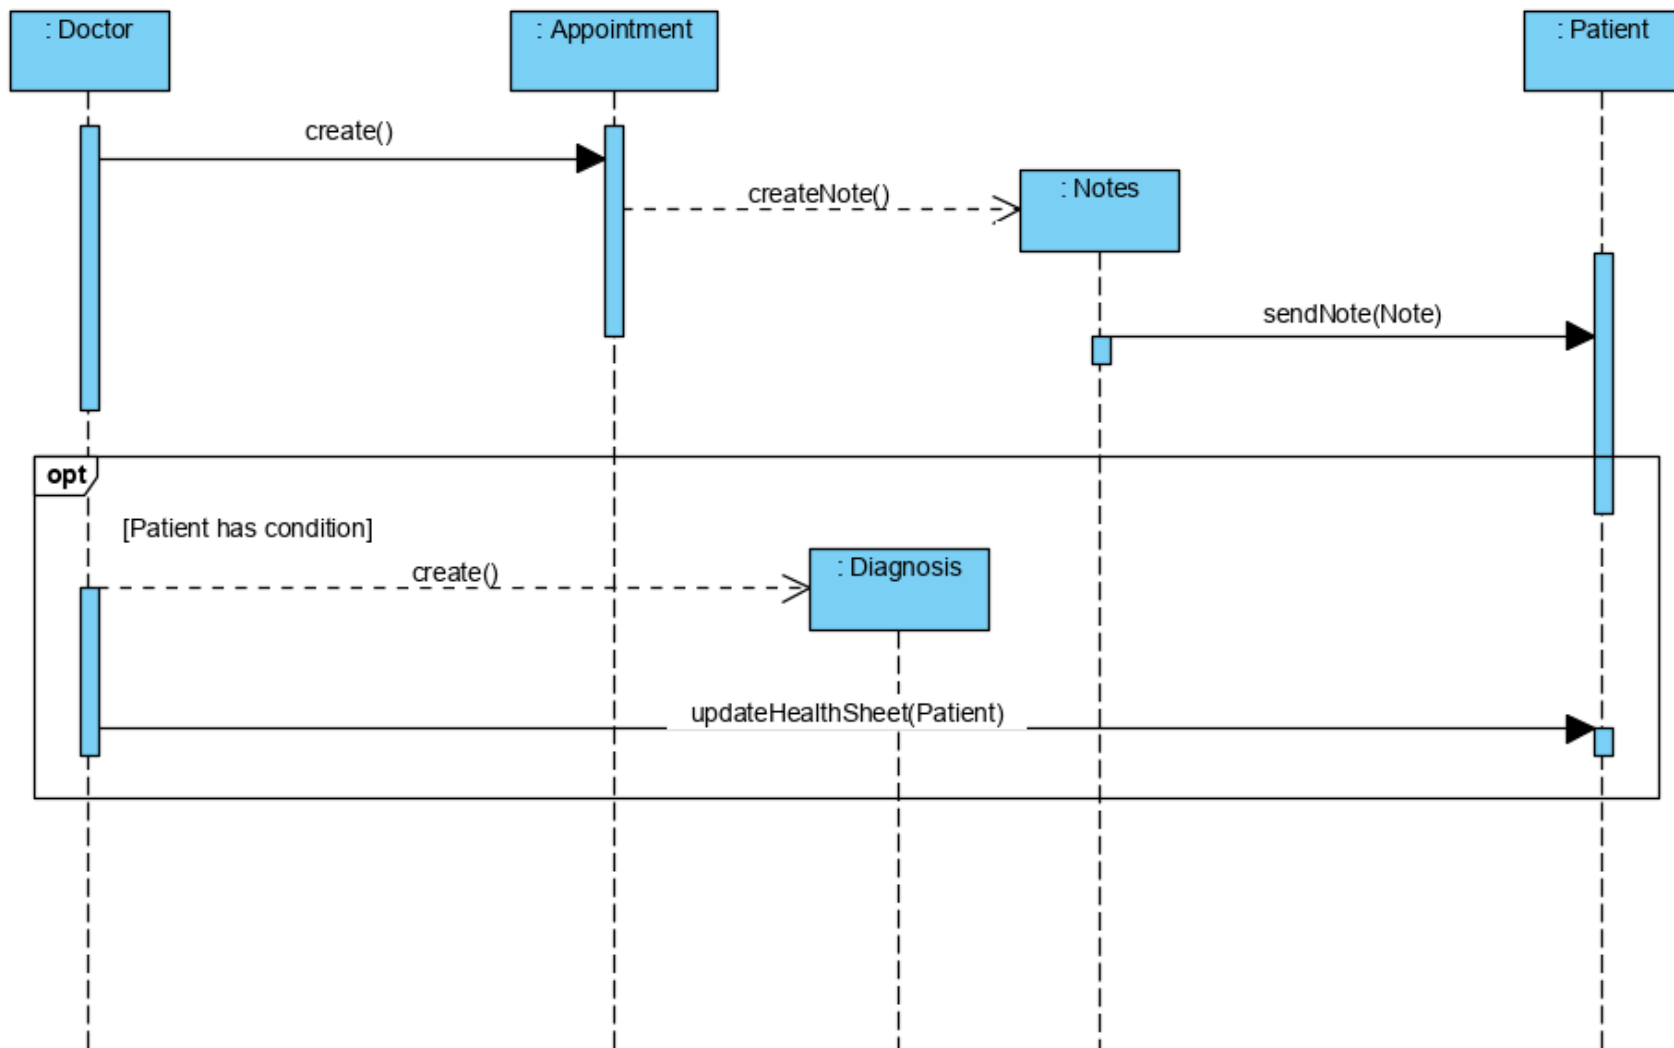 : Doctor
: Appointment
: Patient
create()
createNote()
: Notes
sendNote(Note)
opt
[Patient has condition]
create()
: Diagnosis
updateHealthSheet(Patient)